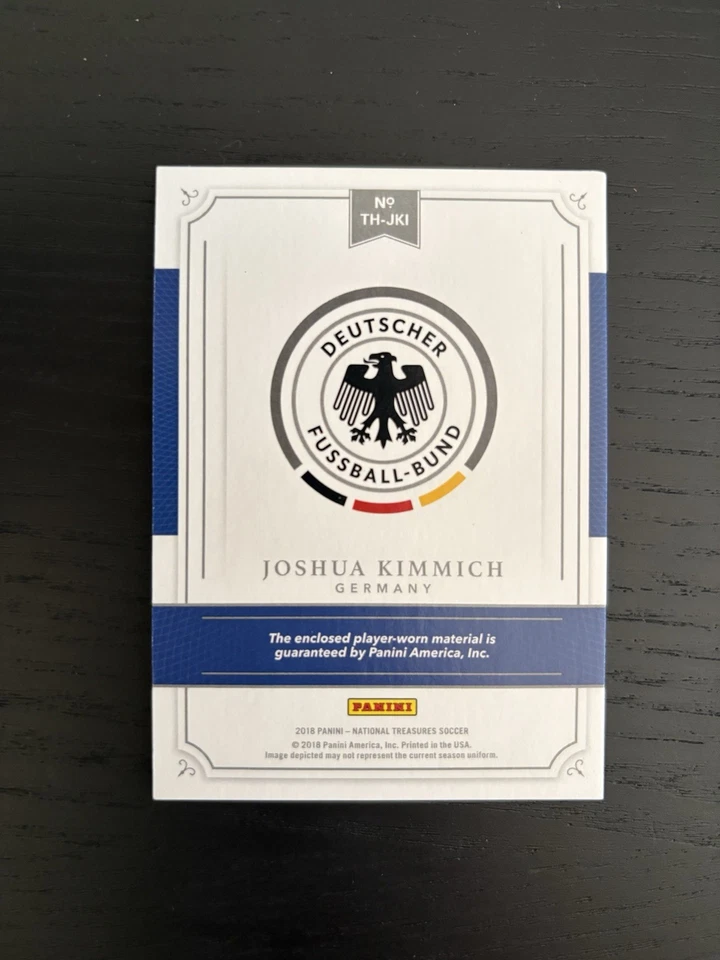 Nº
TH-JKI
DEUTSCHER
FUSSBALL-BUND
JOSHUA KIMMICH
GERMANY
The enclosed player-worn material is
guaranteed by Panini America, Inc.
PANINI
2018 PANINI – NATIONAL TREASURES SOCCER
© 2018 Panini America, Inc. Printed in the USA.
Image depicted may not represent the current season uniform.